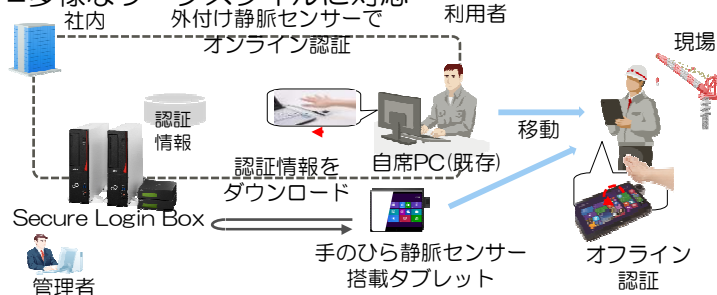 社内
外付け静脈センサーで
オンライン認証
利用者
現場
認証
情報
認証情報を
ダウンロード
自席PC(既存)
移動
Secure Login Box
手のひら静脈センサー
搭載タブレット
オフライン
認証
管理者